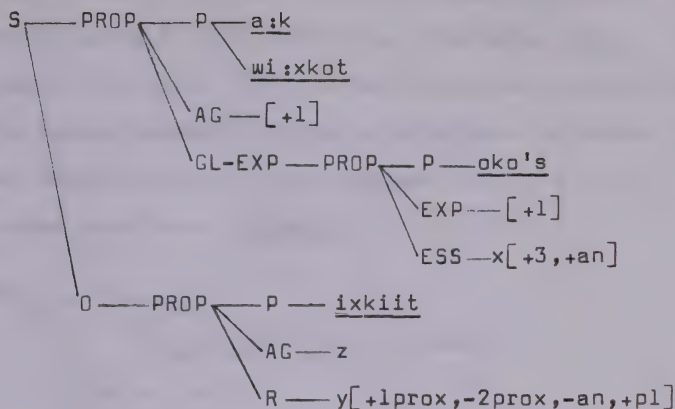 S PROP P a:k
wi:xkot
AG [+1]
GL-EXP PROP P oko's
EXP [+1]
ESS x[+3,+an]
O PROP P ixkiit
AG z
R y[+1prox,-2prox,-an,+pl]